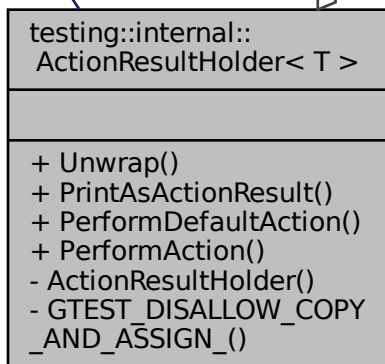 testing::internal::
ActionResultHolder< T >
+ Unwrap()
+ PrintAsActionResult()
+ PerformDefaultAction()
+ PerformAction()
- ActionResultHolder()
- GTEST_DISALLOW_COPY
_AND_ASSIGN_()